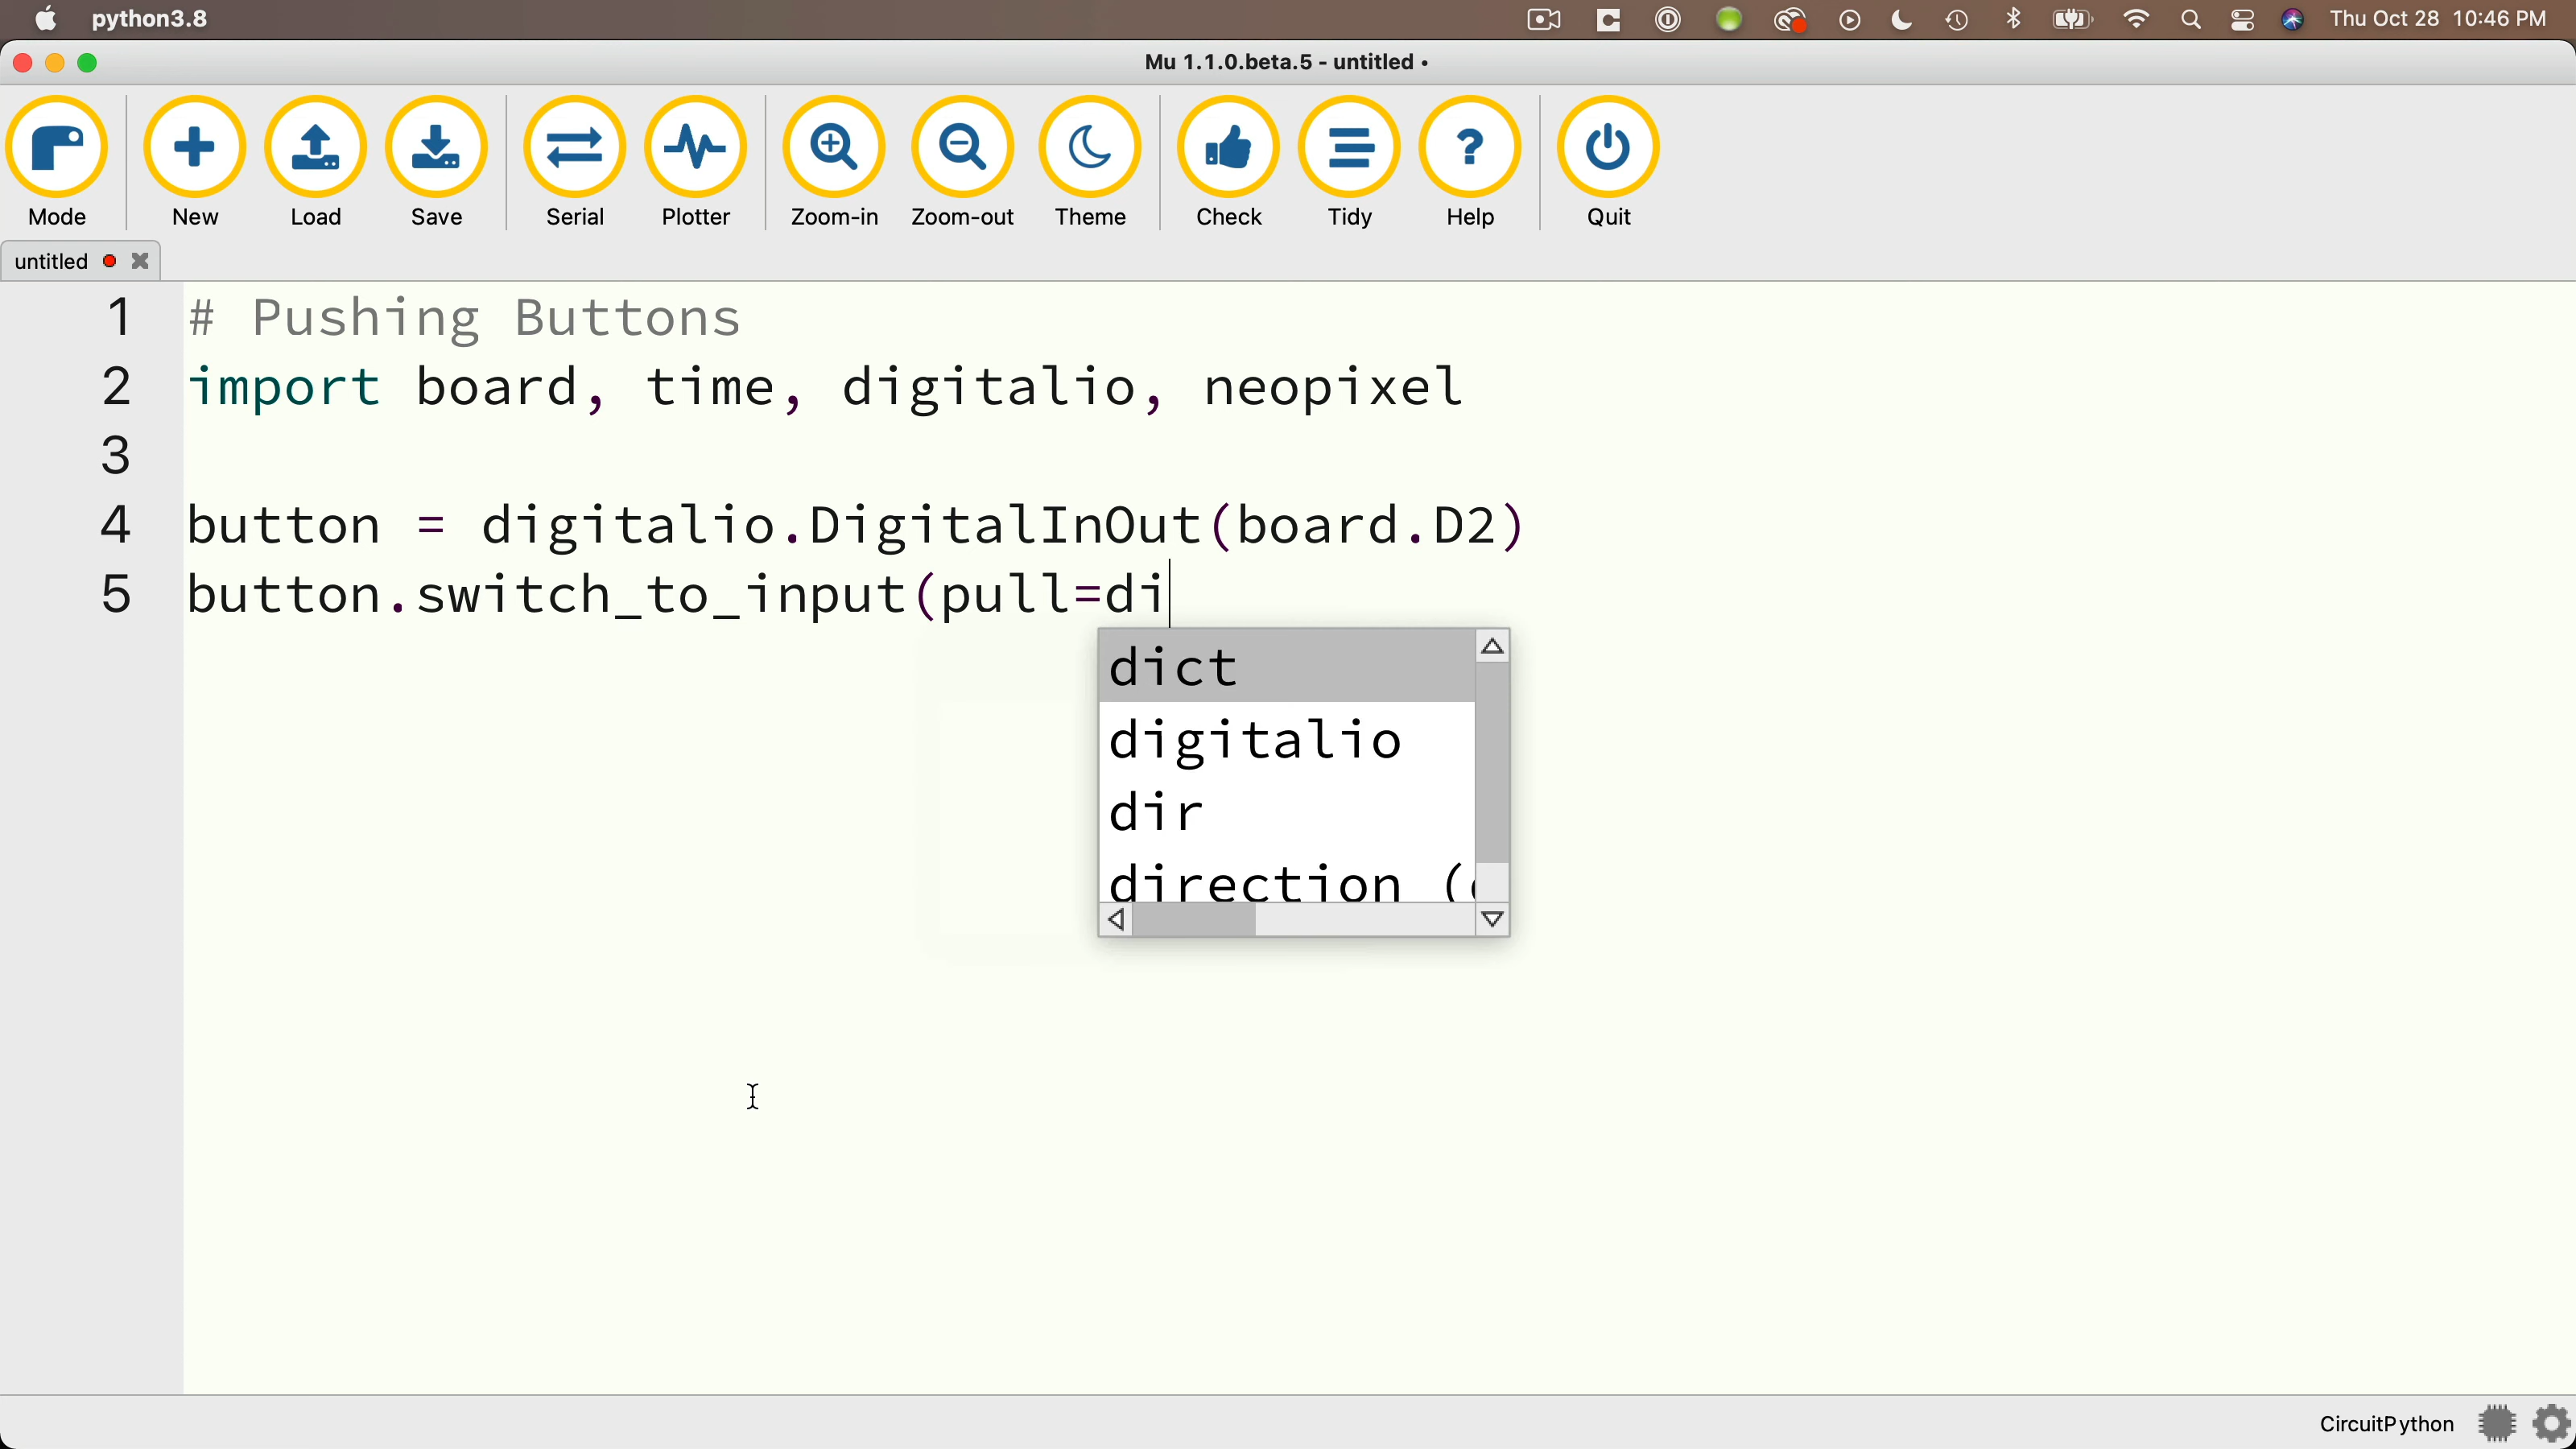 python3.8
Thu Oct 28 10:46 PM
Mu 1.1.0.beta.5 - untitled •
Mode New Load Save Serial Plotter Zoom-in Zoom-out Theme Check Tidy Help Quit
untitled
1 # Pushing Buttons
2 import board, time, digitalio, neopixel
3
4 button = digitalio.DigitalInOut(board.D2)
5 button.switch_to_input(pull=di
dict
digitalio
dir
direction (
CircuitPython